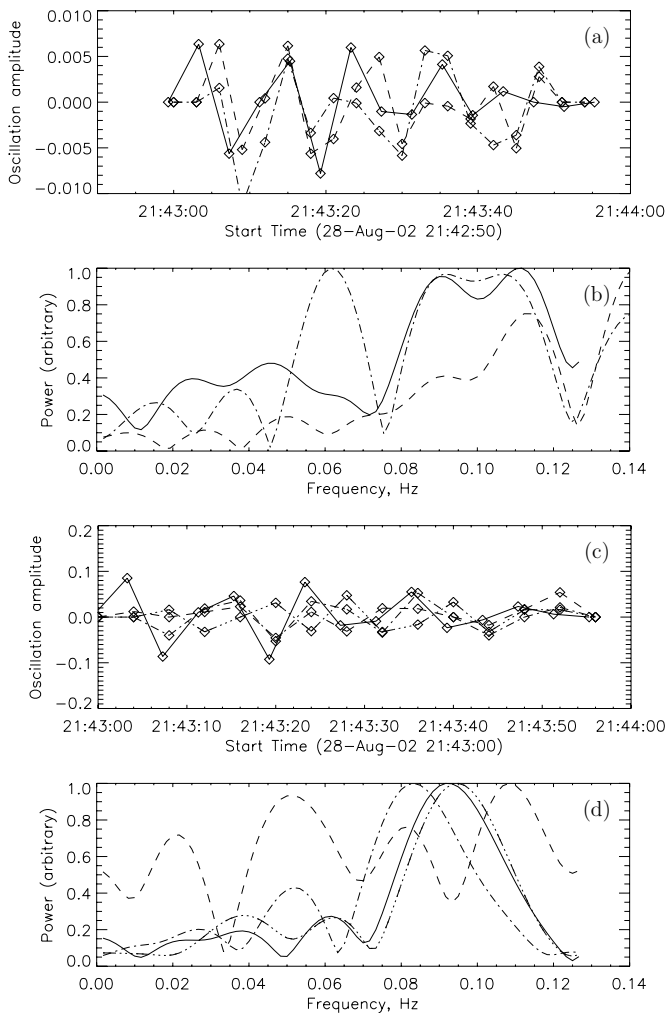 0.010
(a)
0.005
0.000
−0.005
−0.010
Oscillation amplitude
21:43:00 21:43:20 21:43:40 21:44:00
Start Time (28−Aug−02 21:42:50)
1.0
(b)
0.8
0.6
0.4
0.2
0.0
Power (arbitrary)
0.00 0.02 0.04 0.06 0.08 0.10 0.12 0.14
Frequency, Hz
0.2
(c)
0.1
0.0
−0.1
−0.2
Oscillation amplitude
21:43:00 21:43:10 21:43:20 21:43:30 21:43:40 21:43:50 21:44:00
Start Time (28−Aug−02 21:43:00)
1.0
(d)
0.8
0.6
0.4
0.2
0.0
Power (arbitrary)
0.00 0.02 0.04 0.06 0.08 0.10 0.12 0.14
Frequency, Hz